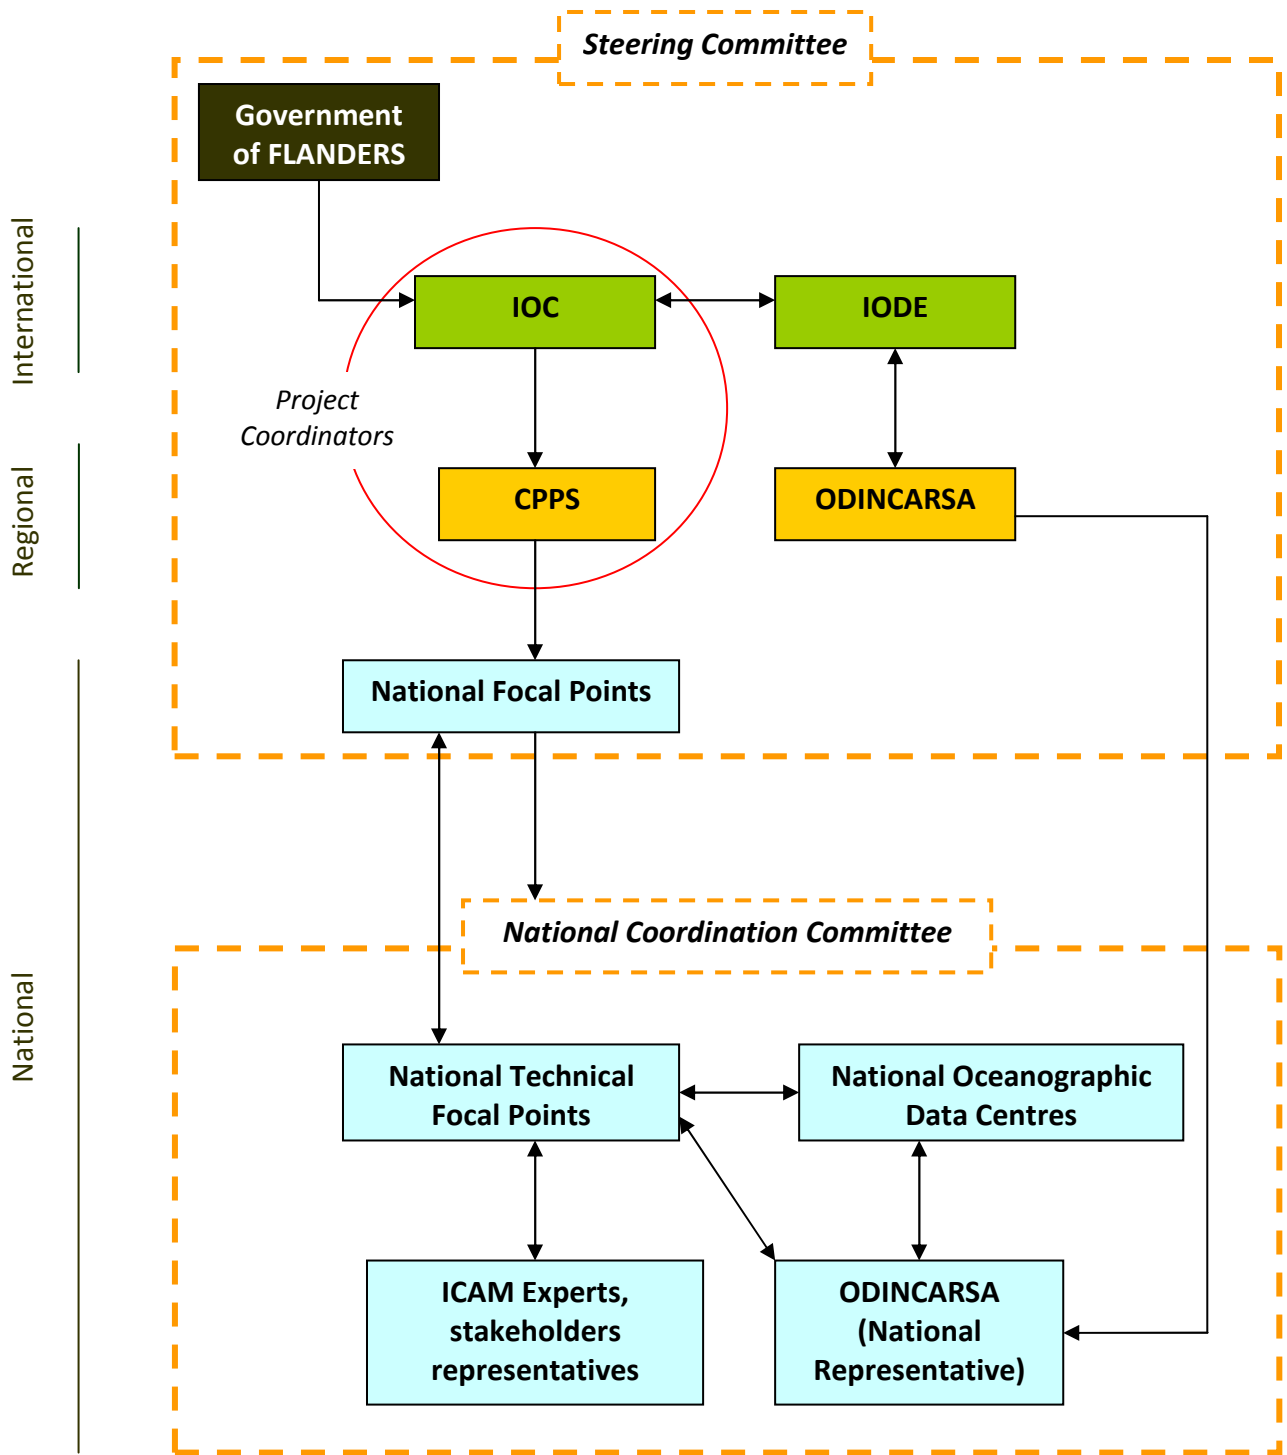 Steering Committee
Government
of FLANDERS
International
IOC
IODE
Project
Coordinators
Regional
CPPS
ODINCARSA
National Focal Points
National
National Coordination Committee
National Technical
Focal Points
National Oceanographic
Data Centres
ICAM Experts,
stakeholders
representatives
ODINCARSA
(National
Representative)